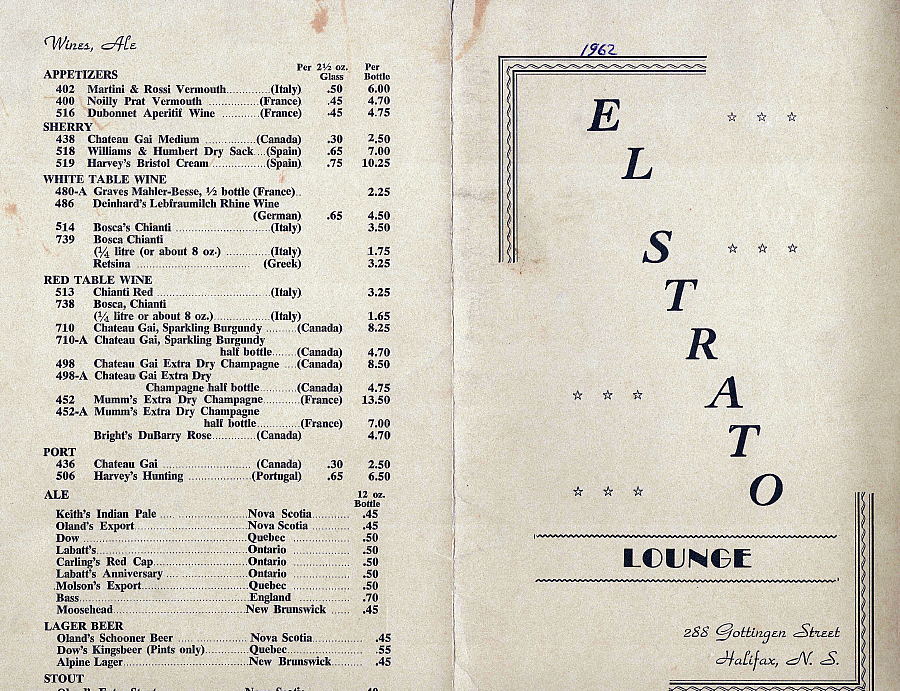 Wines, Ale
Per 2½ oz. Per
Glass Bottle
APPETIZERS
402 Martini & Rossi Vermouth..........(Italy) .50 6.00
400 Noilly Prat Vermouth ..........(France) .45 4.70
516 Dubonnet Aperitif Wine ..........(France) .45 4.75
SHERRY
438 Chateau Gai Medium ..........(Canada) .30 2.50
518 Williams & Humbert Dry Sack...(Spain) .65 7.00
519 Harvey's Bristol Cream ..........(Spain) .75 10.25
WHITE TABLE WINE
480-A Graves Mahler-Besse, ½ bottle (France).. 2.25
486 Deinhard's Lebfraumilch Rhine Wine
(German) .65 4.50
514 Bosca's Chianti ..........(Italy) 3.50
739 Bosca Chianti
(¼ litre (or about 8 oz.) ..........(Italy) 1.75
Retsina .......... (Greek) 3.25
RED TABLE WINE
513 Chianti Red ..........(Italy) 3.25
738 Bosca, Chianti
(¼ litre or about 8 oz.)..........(Italy) 1.65
710 Chateau Gai, Sparkling Burgundy ........(Canada) 8.25
710-A Chateau Gai, Sparkling Burgundy
half bottle.......(Canada) 4.70
498 Chateau Gai Extra Dry Champagne ....(Canada) 8.50
498-A Chateau Gai Extra Dry
Champagne half bottle..........(Canada) 4.75
452 Mumm's Extra Dry Champagne..........(France) 13.50
452-A Mumm's Extra Dry Champagne
half bottle..........(France) 7.00
Bright's DuBarry Rose..........(Canada) 4.70
PORT
436 Chateau Gai ..........(Canada) .30 2.50
506 Harvey's Hunting ..........(Portugal) .65 6.50
ALE 12 oz.
Bottle
Keith's Indian Pale..........Nova Scotia.......... .45
Oland's Export..........Nova Scotia.......... .45
Dow ..........Quebec .......... .50
Labatt's..........Ontario .......... .50
Carling's Red Cap..........Ontario .......... .50
Labatt's Anniversary ..........Ontario .......... .50
Molson's Export..........Quebec .......... .50
Bass..........England .......... .70
Moosehead..........New Brunswick ..... .45
LAGER BEER
Oland's Schooner Beer ..........Nova Scotia.......... .45
Dow's Kingsbeer (Pints only)..........Quebec.......... .55
Alpine Lager..........New Brunswick.......... .45
STOUT
1962
EL
STRATO
LOUNGE
288 Gottingen Street
Halifax, N. S.